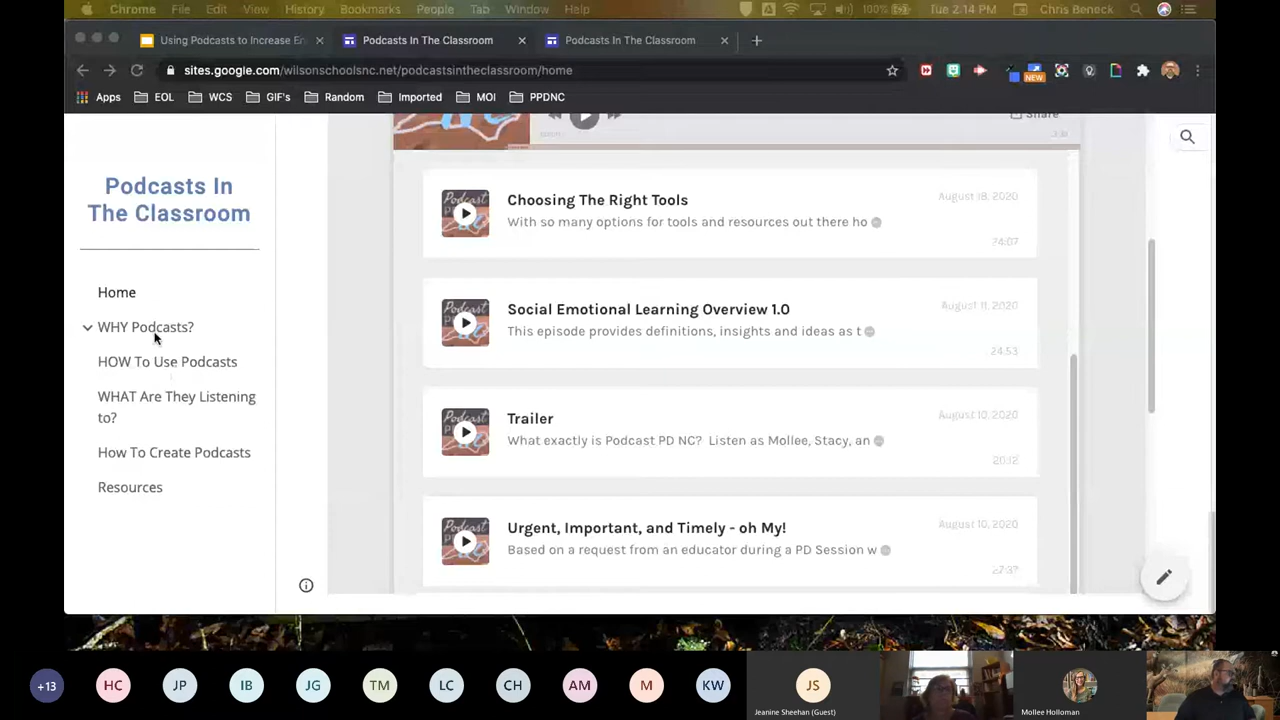 Chrome File Edit View History Bookmarks People Tab Window Help 100% Tue 2:14 PM Chris Beneck
Using Podcasts to Increase En
Podcasts In The Classroom
Podcasts In The Classroom
sites.google.com/wilsonschoolsnc.net/podcastsintheclassroom/home
NEW
Apps EOL WCS GIF's Random Imported MOI PPDNC
Podcasts In
The Classroom
Home
WHY Podcasts?
HOW To Use Podcasts
WHAT Are They Listening
to?
How To Create Podcasts
Resources
Share
Choosing The Right Tools
August 18, 2020
With so many options for tools and resources out there ho
24:07
Social Emotional Learning Overview 1.0
August 11, 2020
This episode provides definitions, insights and ideas as t
24:53
Trailer
August 10, 2020
What exactly is Podcast PD NC? Listen as Mollee, Stacy, an
20:12
Urgent, Important, and Timely - oh My!
August 10, 2020
Based on a request from an educator during a PD Session w
+13 HC JP IB JG TM LC CH AM M KW JS
Jeanine Sheehan (Guest)
Mollee Holloman